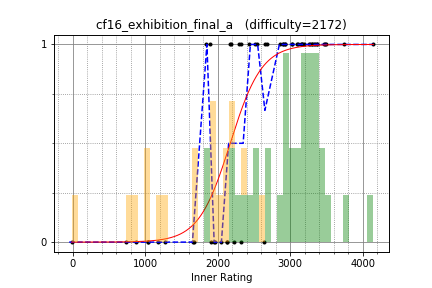 cf16_exhibition_final_a   (difficulty=2172)
1
0
0 1000 2000 3000 4000
Inner Rating